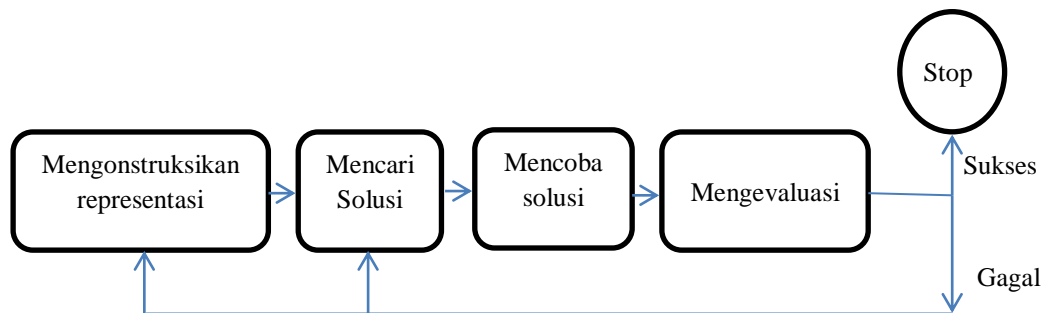 Stop
Mengonstruksikan
representasi
Mencari
Solusi
Mencoba
solusi
Mengevaluasi
Sukses
Gagal